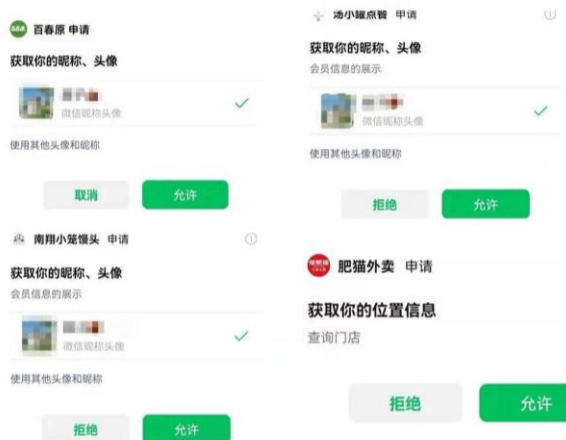 百春原 申请
获取你的昵称、头像
微信昵称头像
使用其他头像和昵称
取消
允许
汤小罐点餐 申请
获取你的昵称、头像
会员信息的展示
微信昵称头像
使用其他头像和昵称
拒绝
允许
南翔小笼馒头 申请
获取你的昵称、头像
会员信息的展示
微信昵称头像
使用其他头像和昵称
拒绝
允许
肥猫外卖 申请
获取你的位置信息
查询门店
拒绝
允许